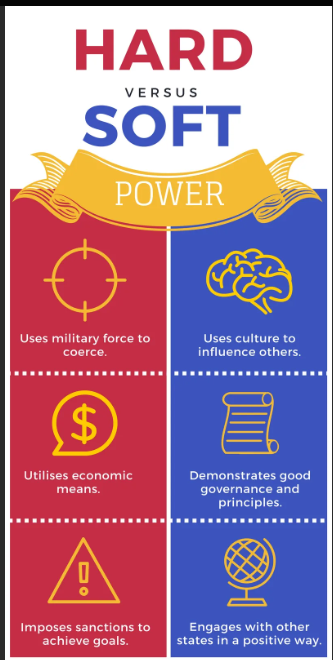 HARD
VERSUS
SOFT
POWER
Uses military force to
coerce.
Uses culture to
influence others.
$
Utilises economic
means.
Demonstrates good
governance and
principles.
!
Imposes sanctions to
achieve goals.
Engages with other
states in a positive way.